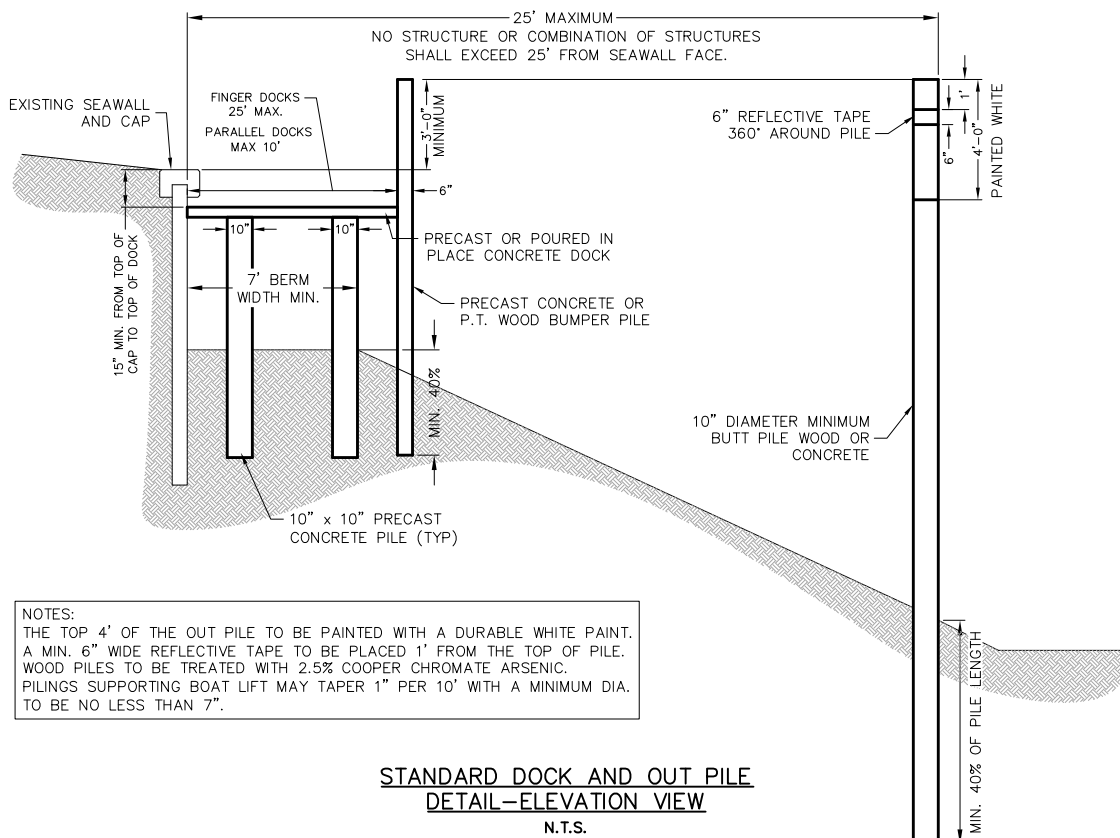 25' MAXIMUM
NO STRUCTURE OR COMBINATION OF STRUCTURES
SHALL EXCEED 25' FROM SEAWALL FACE.
EXISTING SEAWALL
AND CAP
FINGER DOCKS
25' MAX.
PARALLEL DOCKS
MAX 10'
3'-0"
MINIMUM
6" REFLECTIVE TAPE
360° AROUND PILE
1'
6"
4'-0"
PAINTED WHITE
6"
15" MIN. FROM TOP OF
CAP TO TOP OF DOCK
10"
10"
PRECAST OR POURED IN
PLACE CONCRETE DOCK
7' BERM
WIDTH MIN.
PRECAST CONCRETE OR
P.T. WOOD BUMPER PILE
MIN. 40%
10" DIAMETER MINIMUM
BUTT PILE WOOD OR
CONCRETE
10" x 10" PRECAST
CONCRETE PILE (TYP)
MIN. 40% OF PILE LENGTH
NOTES:
THE TOP 4' OF THE OUT PILE TO BE PAINTED WITH A DURABLE WHITE PAINT.
A MIN. 6" WIDE REFLECTIVE TAPE TO BE PLACED 1' FROM THE TOP OF PILE.
WOOD PILES TO BE TREATED WITH 2.5% COOPER CHROMATE ARSENIC.
PILINGS SUPPORTING BOAT LIFT MAY TAPER 1" PER 10' WITH A MINIMUM DIA.
TO BE NO LESS THAN 7".
STANDARD DOCK AND OUT PILE
DETAIL-ELEVATION VIEW
N.T.S.